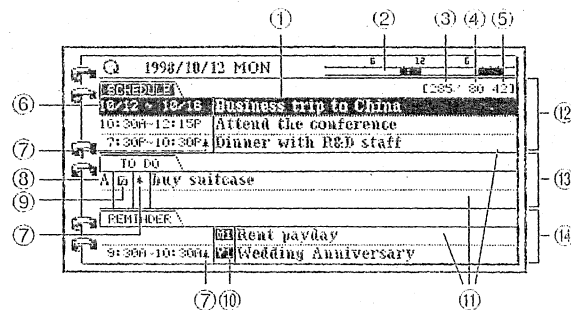 ① ② ③ ④ ⑤
1998/10/12 MON 6 12 6
SCHEDULE [285/ 80 42]
⑥ 10/12 ~ 10/16 Business trip to China ⑫
10:30A~12:15P Attend the conference
⑦ 7:30P~10:30P Dinner with R&D staff
TO DO ⑬
⑧ A buy suitcase
⑨
REMINDER
⑦ M1 Rent payday ⑭
9:30A~10:30A Y1 Wedding Anniversary
⑦ ⑩ ⑪